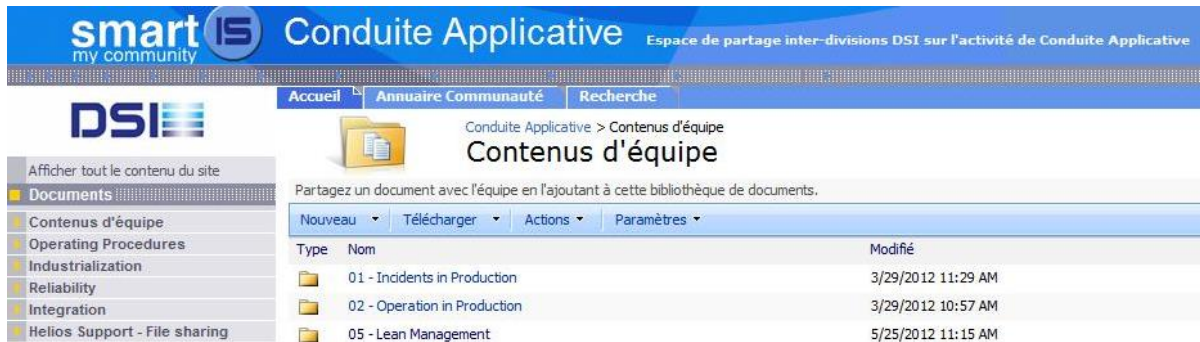 smart IS
my community
Conduite Applicative
Espace de partage inter-divisions DSI sur l'activité de Conduite Applicative
DSI
Accueil
Annuaire Communauté
Recherche
Conduite Applicative > Contenus d'équipe
Contenus d'équipe
Afficher tout le contenu du site
Documents
Contenus d'équipe
Operating Procedures
Industrialization
Reliability
Integration
Helios Support - File sharing
Partagez un document avec l'équipe en l'ajoutant à cette bibliothèque de documents.
Nouveau Télécharger Actions Paramètres
Type Nom Modifié
01 - Incidents in Production 3/29/2012 11:29 AM
02 - Operation in Production 3/29/2012 10:57 AM
05 - Lean Management 5/25/2012 11:15 AM